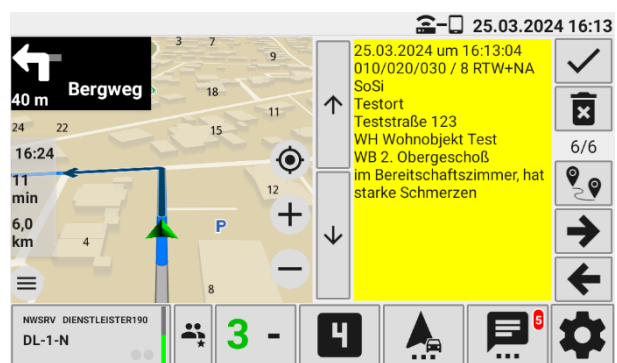 25.03.2024 16:13
40 m
Bergweg
3
7
9
18
11
24
22
15
16:24
11
min
6,0
km
12
4
P
8
25.03.2024 um 16:13:04
010/020/030 / 8 RTW+NA
SoSi
Testort
Teststraße 123
WH Wohnobjekt Test
WB 2. Obergeschoß
im Bereitschaftszimmer, hat
starke Schmerzen
6/6
NWSRV DIENSTLEISTER190
DL-1-N
3 -
4
5